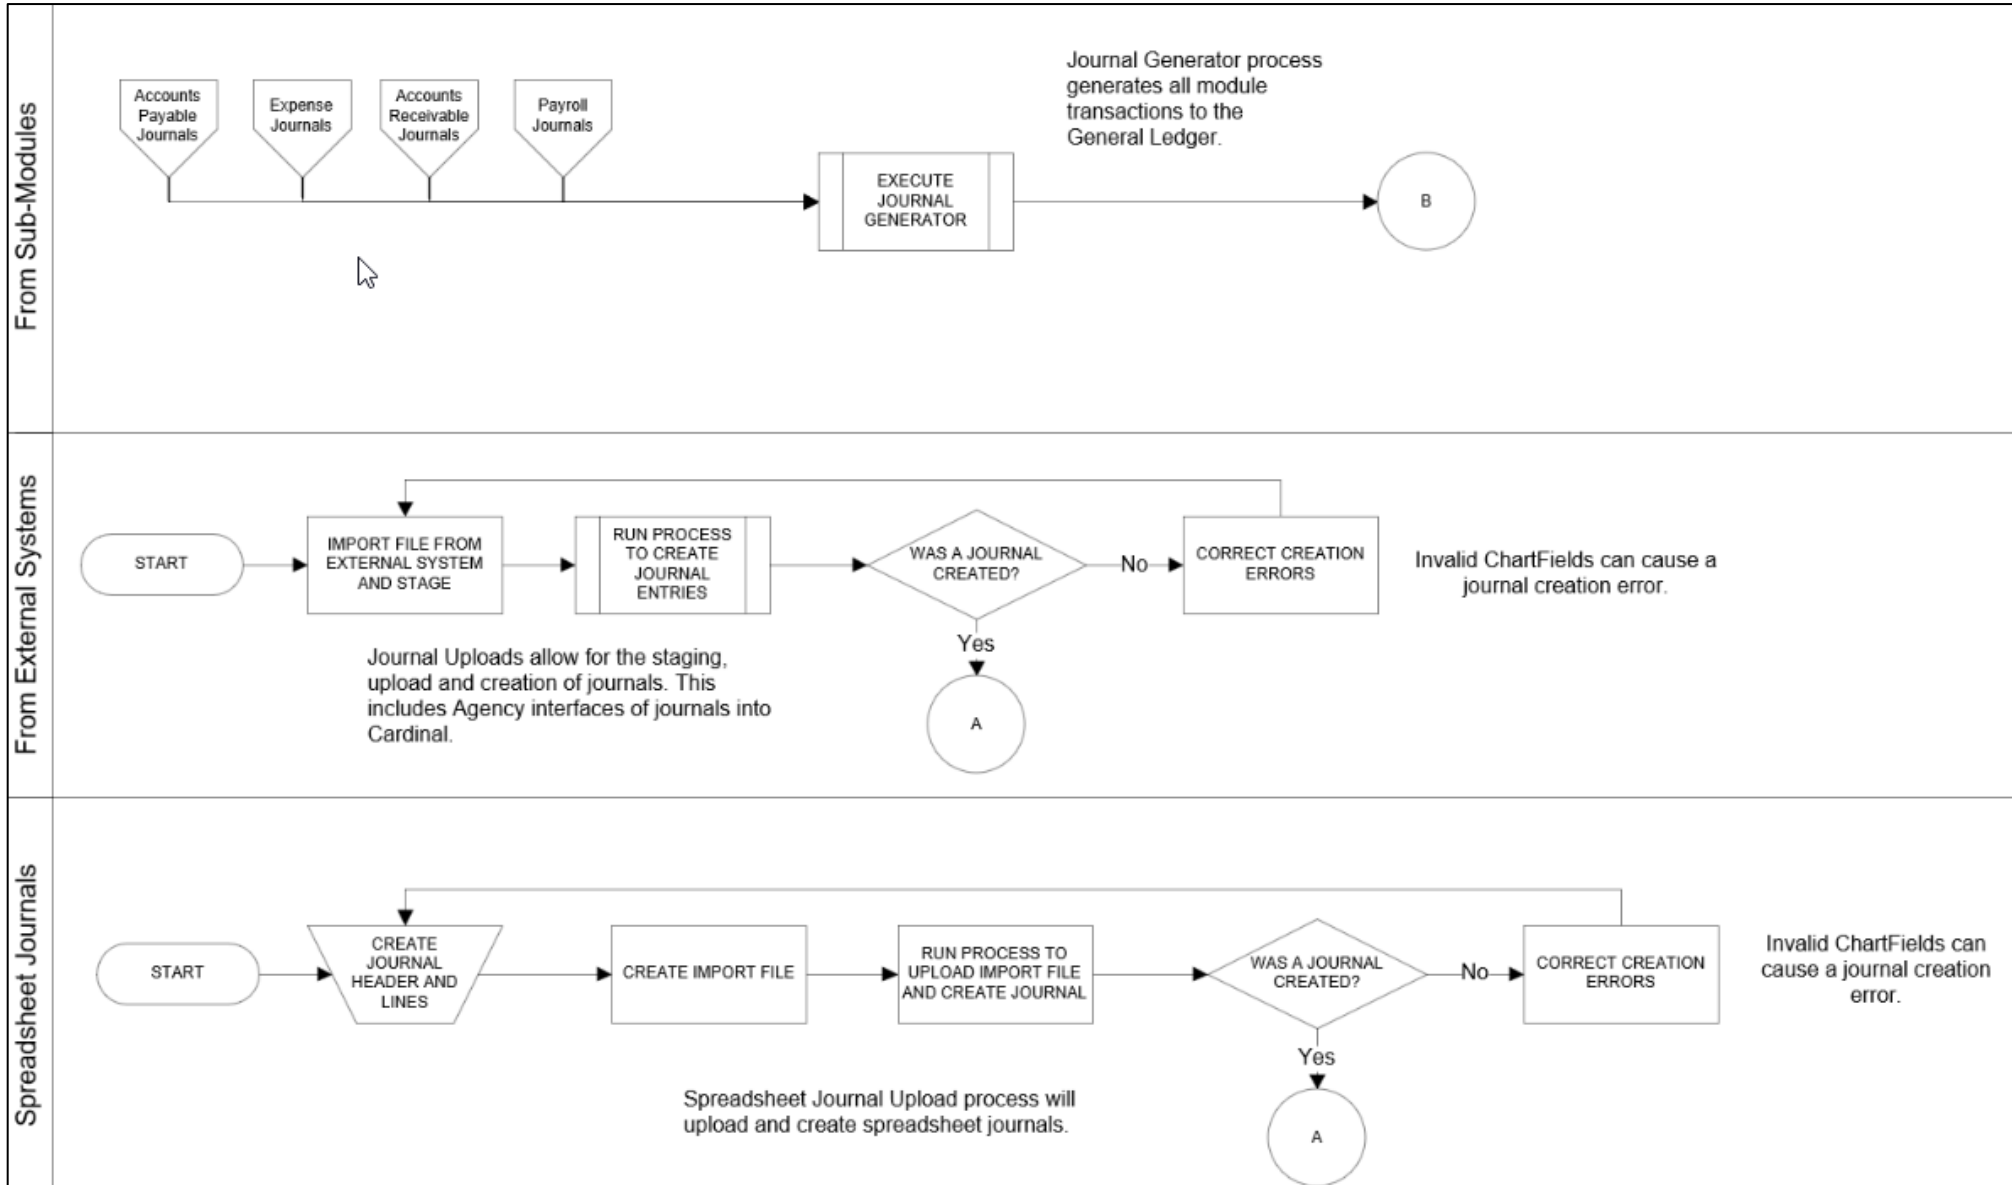 From Sub-Modules
Accounts
Payable
Journals
Expense
Journals
Accounts
Receivable
Journals
Payroll
Journals
EXECUTE
JOURNAL
GENERATOR
Journal Generator process
generates all module
transactions to the
General Ledger.
B
From External Systems
START
IMPORT FILE FROM
EXTERNAL SYSTEM
AND STAGE
RUN PROCESS
TO CREATE
JOURNAL
ENTRIES
WAS A JOURNAL
CREATED?
No
CORRECT CREATION
ERRORS
Invalid ChartFields can cause a
journal creation error.
Yes
A
Journal Uploads allow for the staging,
upload and creation of journals. This
includes Agency interfaces of journals into
Cardinal.
Spreadsheet Journals
START
CREATE
JOURNAL
HEADER AND
LINES
CREATE IMPORT FILE
RUN PROCESS TO
UPLOAD IMPORT FILE
AND CREATE JOURNAL
WAS A JOURNAL
CREATED?
No
CORRECT CREATION
ERRORS
Invalid ChartFields can
cause a journal creation
error.
Yes
A
Spreadsheet Journal Upload process will
upload and create spreadsheet journals.